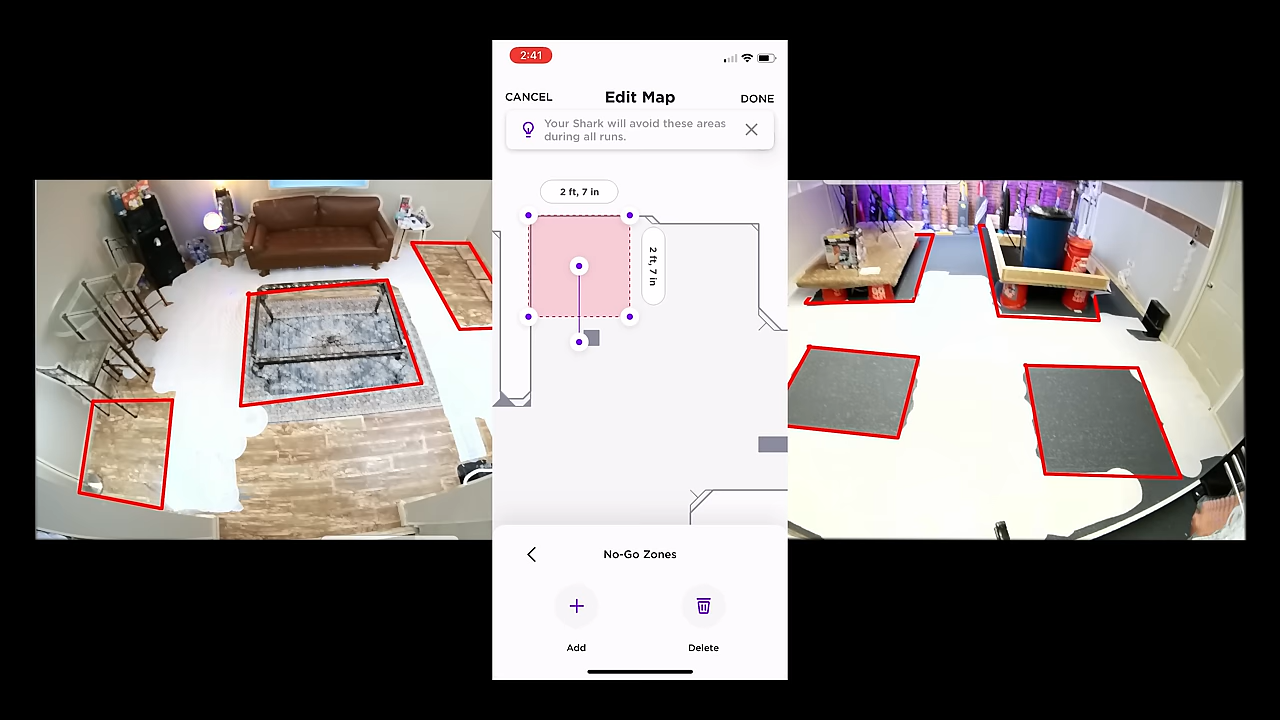 2:41
CANCEL
Edit Map
DONE
Your Shark will avoid these areas
during all runs.
2 ft, 7 in
2 ft, 7 in
No-Go Zones
Add
Delete